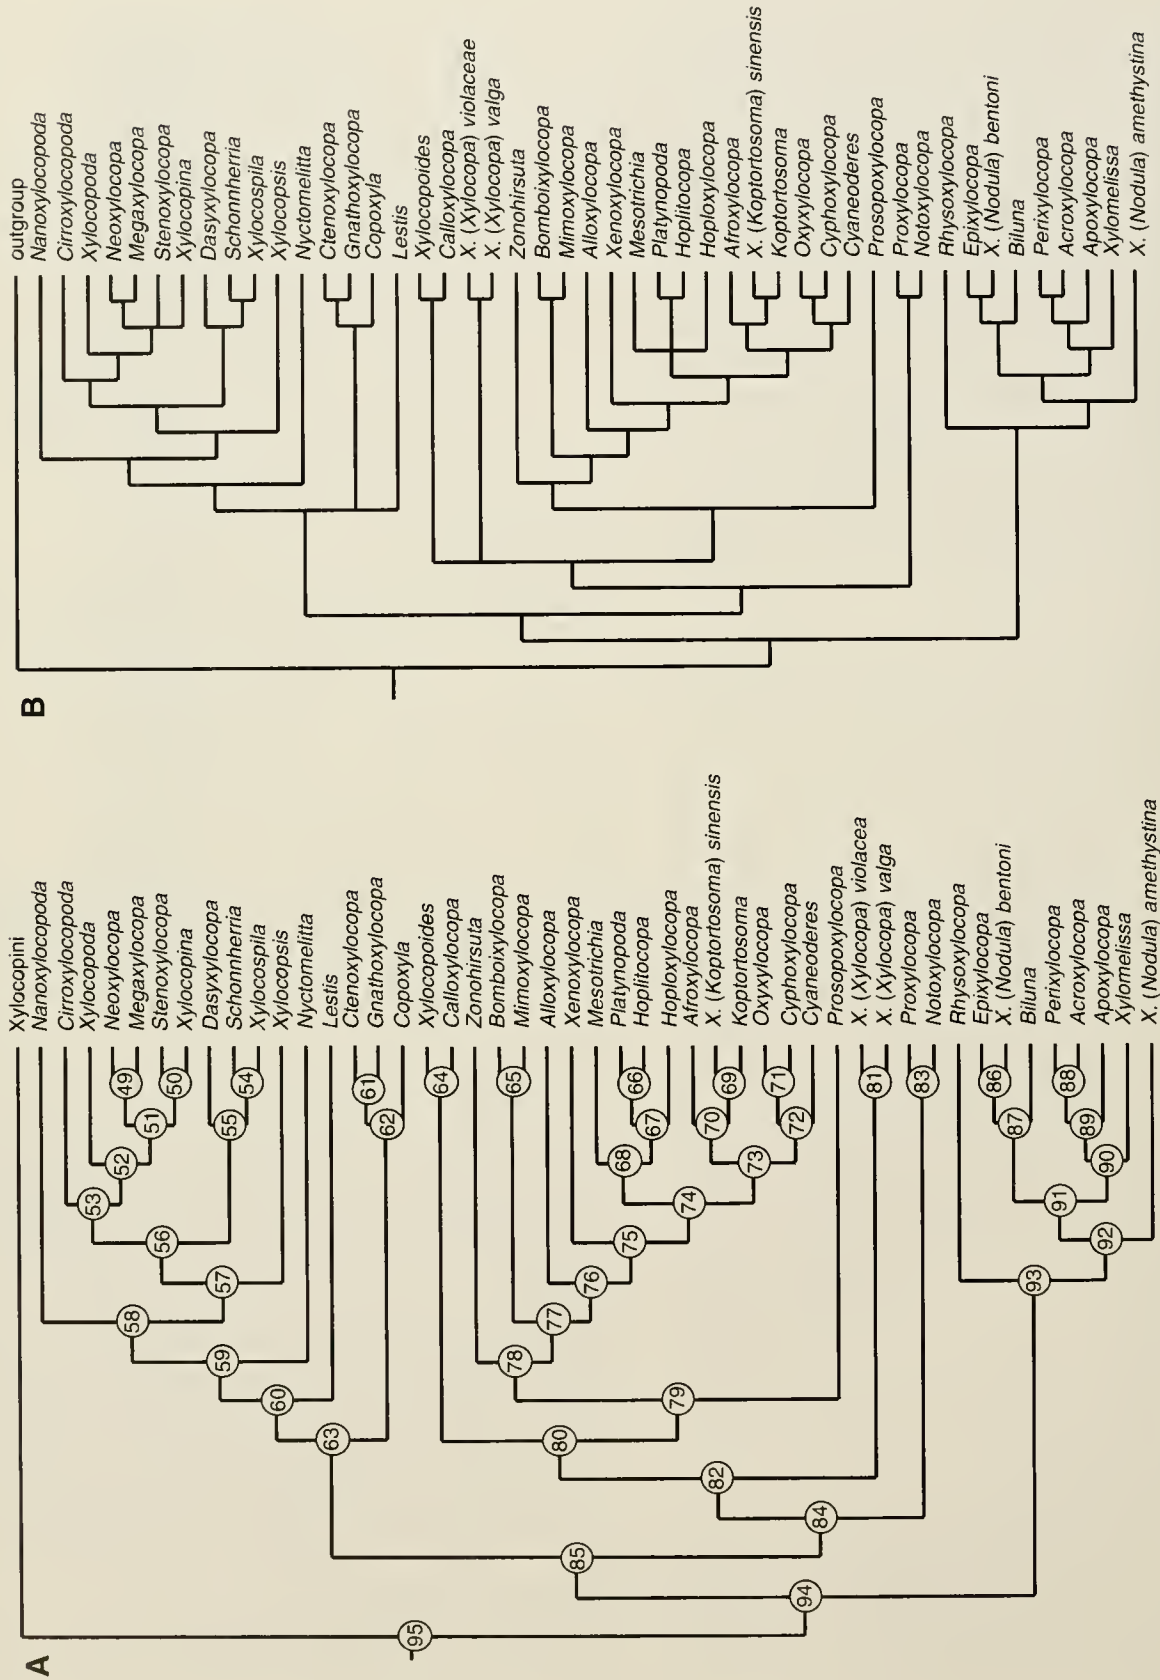 A
Xylocopini
Nanoxylocopoda
Cirroxylocopoda
Xylocopoda
Neoxylocopa
Megaxylocopa
Stenoxylocopa
Xylocopina
Dasyxylocopa
Schonnherria
Xylocospila
Xylocopsis
Nyctomelitta
Lestis
Ctenoxylocopa
Gnathoxylocopa
Copoxyla
Xylocopoides
Calloxylocopa
Zonohirsuta
Bomboixylocopa
Mimoxylocopa
Alloxylocopa
Xenoxylocopa
Mesotrichia
Platynopoda
Hoplitocopa
Hoploxylocopa
Afroxylocopa
X. (Koptortosoma) sinensis
Koptortosoma
Oxyxylocopa
Cyphoxylocopa
Cyaneoderes
Prosopoxylocopa
X. (Xylocopa) violacea
X. (Xylocopa) valga
Proxylocopa
Notoxylocopa
Rhysoxylocopa
Epixylocopa
X. (Nodula) bentoni
Biluna
Perixylocopa
Acroxylocopa
Apoxylocopa
Xylomelissa
X. (Nodula) amethystina
49
50
51
52
53
54
55
56
57
58
59
60
61
62
63
64
65
66
67
68
69
70
71
72
73
74
75
76
77
78
79
80
81
82
83
84
85
86
87
88
89
90
91
92
93
94
95
B
outgroup
Nanoxylocopoda
Cirroxylocopoda
Xylocopoda
Neoxylocopa
Megaxylocopa
Stenoxylocopa
Xylocopina
Dasyxylocopa
Schonnherria
Xylocospila
Xylocopsis
Nyctomelitta
Ctenoxylocopa
Gnathoxylocopa
Copoxyla
Lestis
Xylocopoides
Calloxylocopa
X. (Xylocopa) violaceae
X. (Xylocopa) valga
Zonohirsuta
Bomboixylocopa
Mimoxylocopa
Alloxylocopa
Xenoxylocopa
Mesotrichia
Platynopoda
Hoplitocopa
Hoploxylocopa
Afroxylocopa
X. (Koptortosoma) sinensis
Koptortosoma
Oxyxylocopa
Cyphoxylocopa
Cyaneoderes
Prosopoxylocopa
Proxylocopa
Notoxylocopa
Rhysoxylocopa
Epixylocopa
X. (Nodula) bentoni
Biluna
Perixylocopa
Acroxylocopa
Apoxylocopa
Xylomelissa
X. (Nodula) amethystina